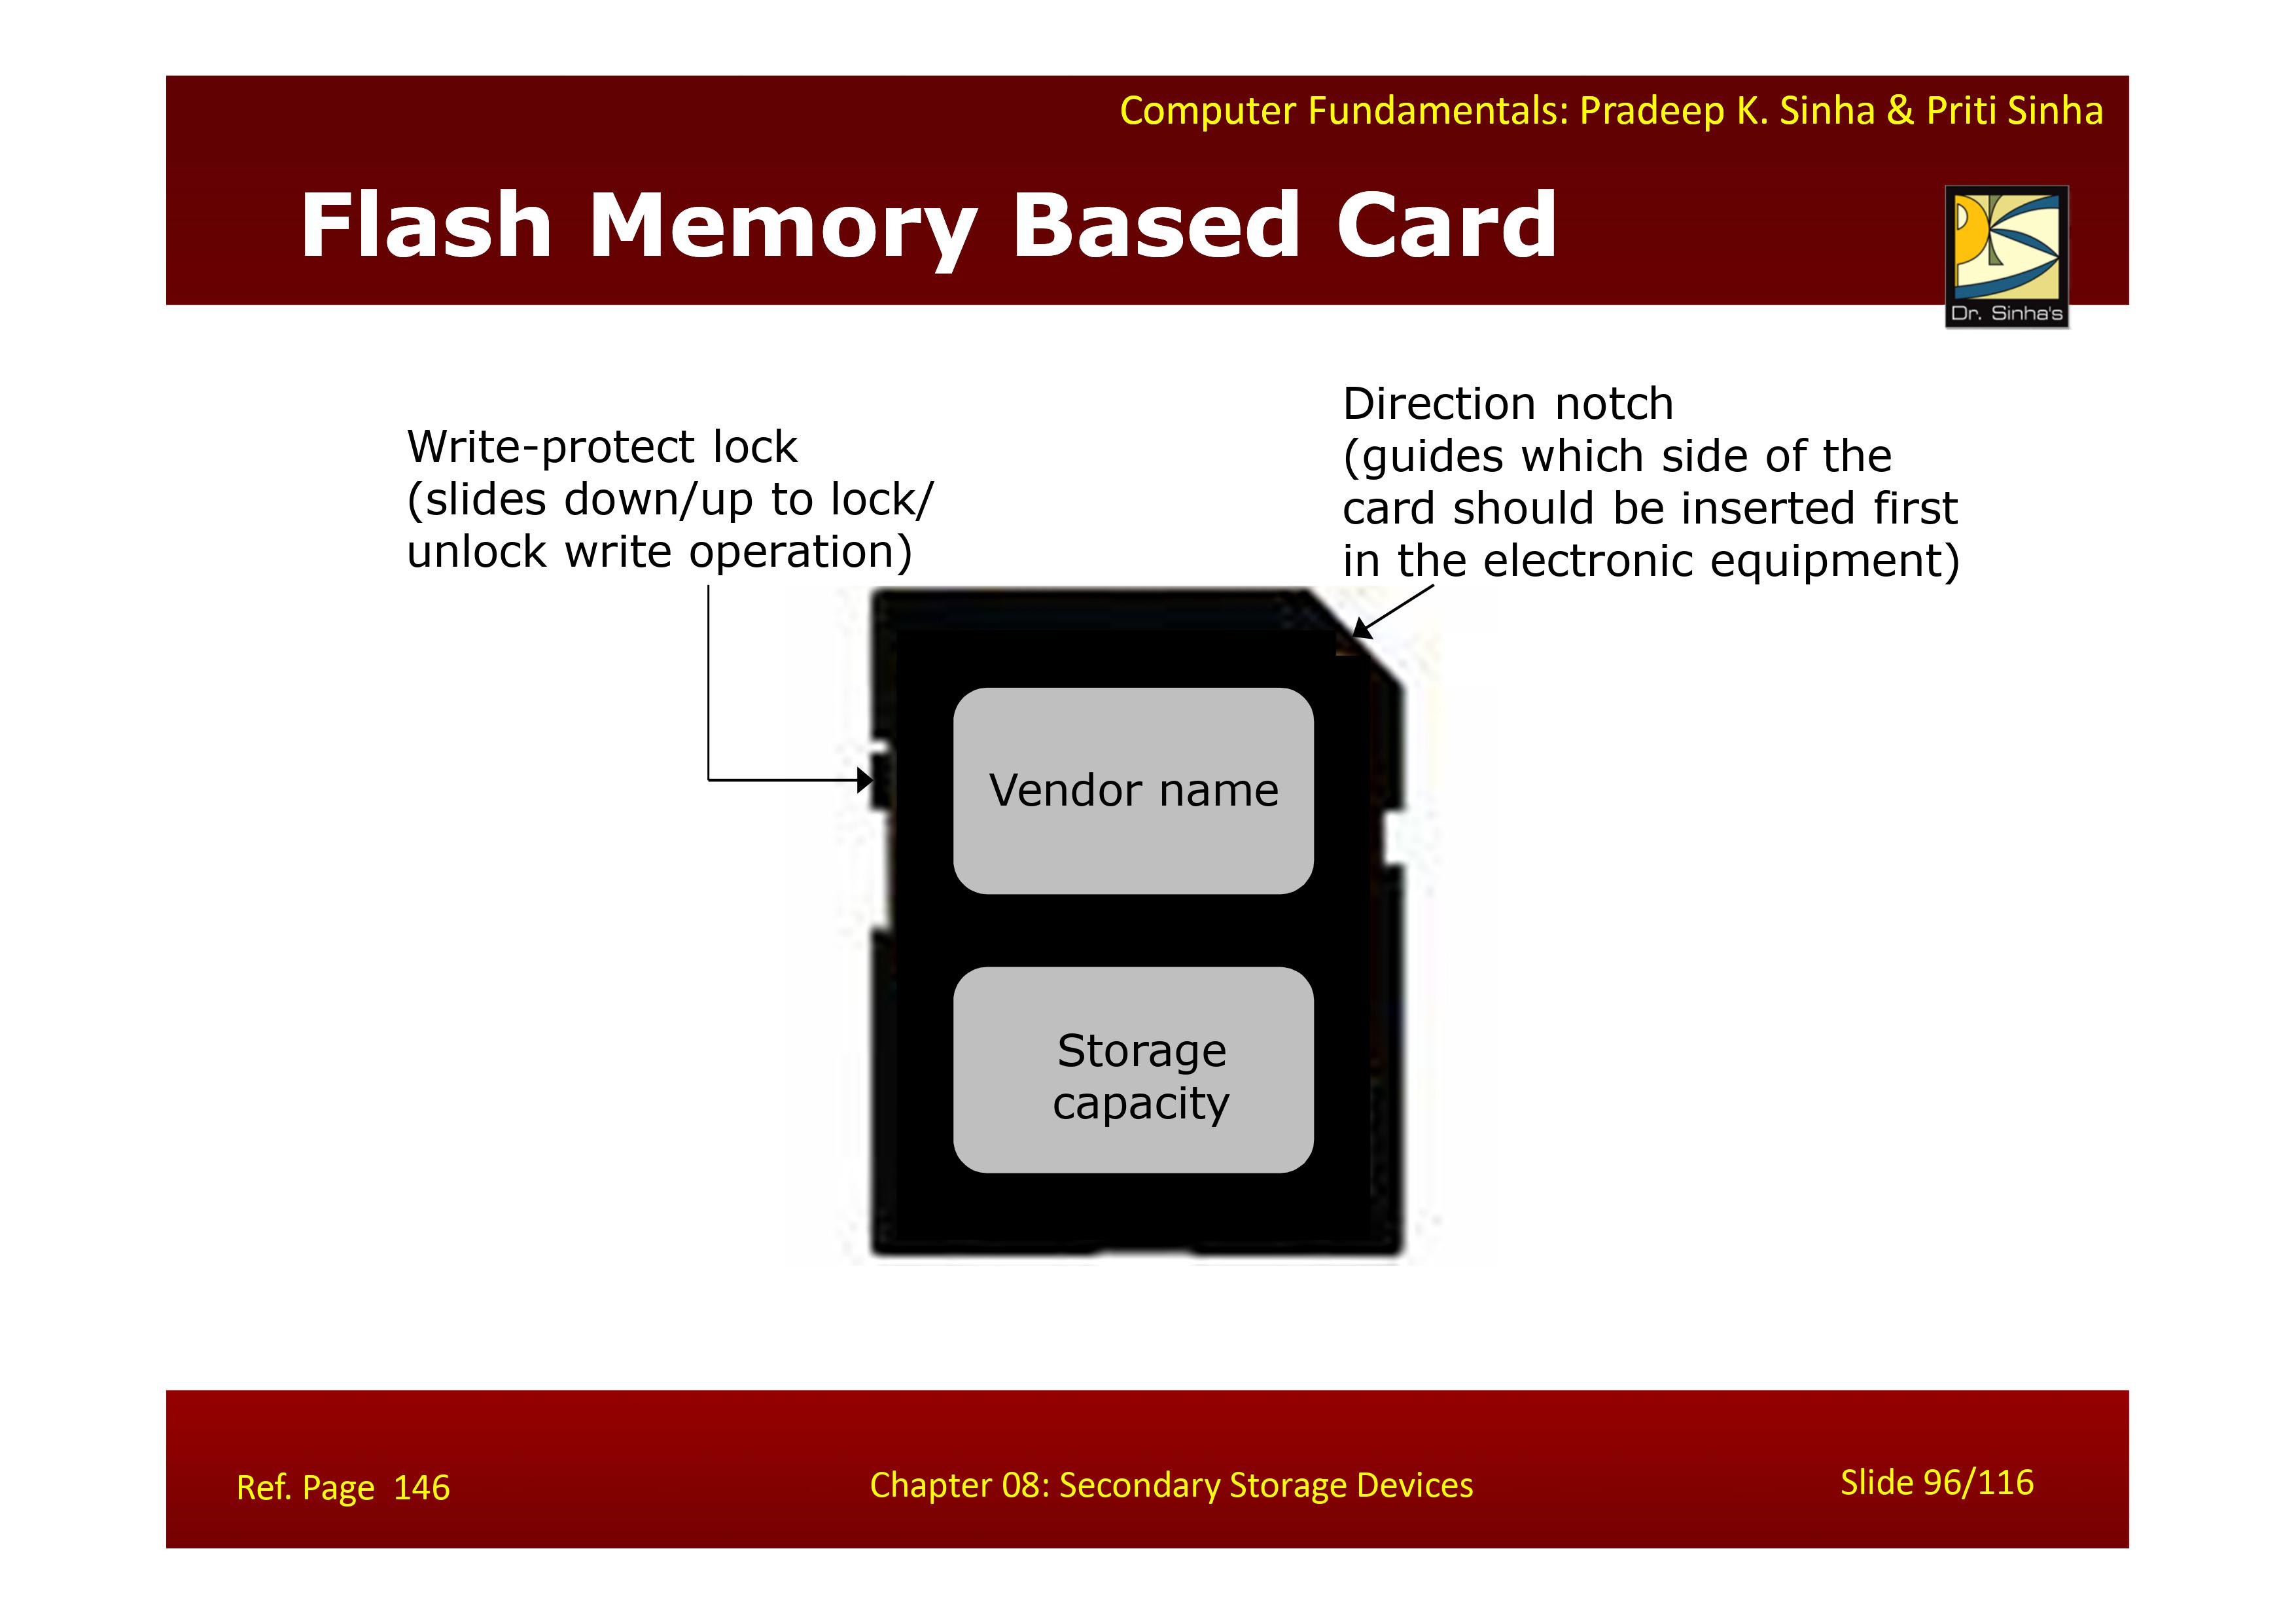 Computer Fundamentals: Pradeep K. Sinha & Priti Sinha
Flash Memory Based Card
Dr. Sinha's
Write-protect lock
(slides down/up to lock/
unlock write operation)
Direction notch
(guides which side of the
card should be inserted first
in the electronic equipment)
Vendor name
Storage
capacity
Ref. Page 146
Chapter 08: Secondary Storage Devices
Slide 96/116